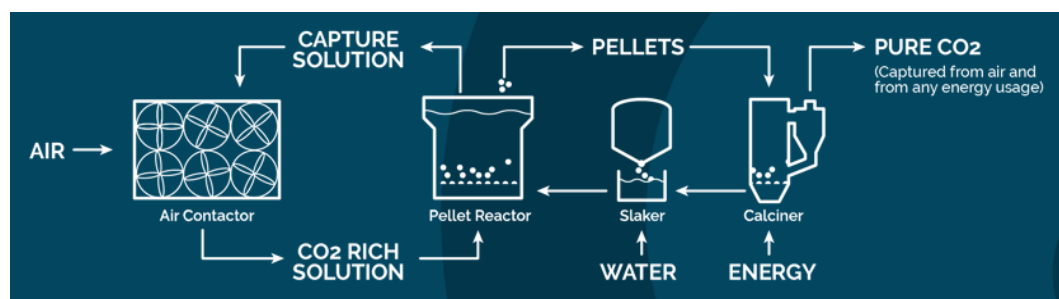 CAPTURE
SOLUTION
PELLETS
PURE CO2
(Captured from air and
from any energy usage)
AIR
Air Contactor
Pellet Reactor
Slaker
Calciner
CO2 RICH
SOLUTION
WATER
ENERGY